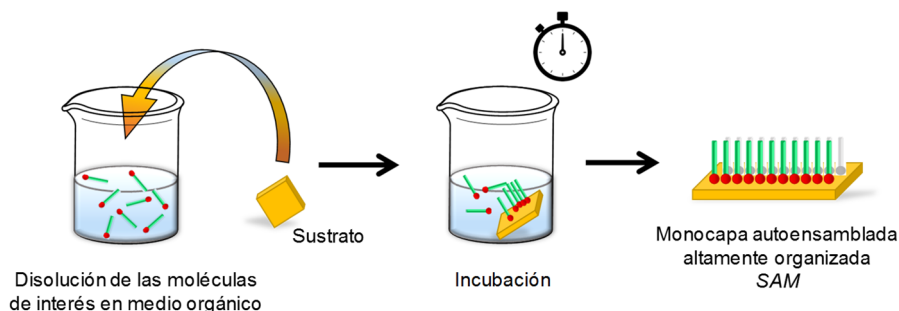 Sustrato
Disolución de las moléculas
de interés en medio orgánico
Incubación
Monocapa autoensamblada
altamente organizada
SAM